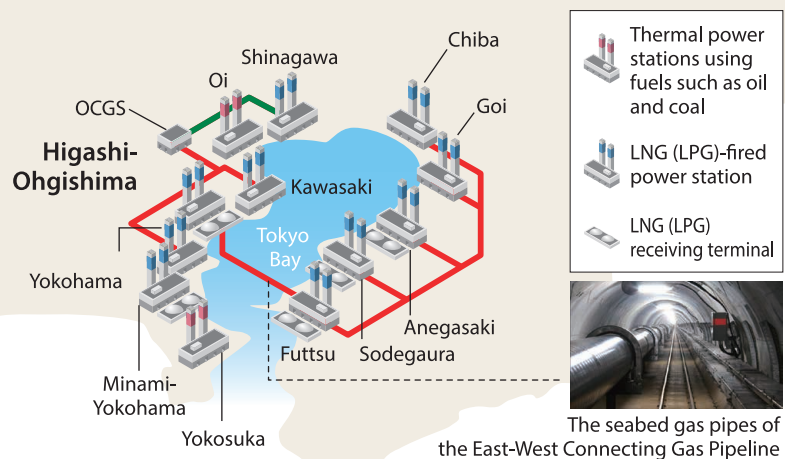 Shinagawa
Oi
OCGS
Higashi-
Ohgishima
Chiba
Goi
Kawasaki
Tokyo
Bay
Yokohama
Anegasaki
Futtsu
Sodegaura
Minami-
Yokohama
Yokosuka
Thermal power
stations using
fuels such as oil
and coal
LNG (LPG)-fired
power station
LNG (LPG)
receiving terminal
The seabed gas pipes of
the East-West Connecting Gas Pipeline